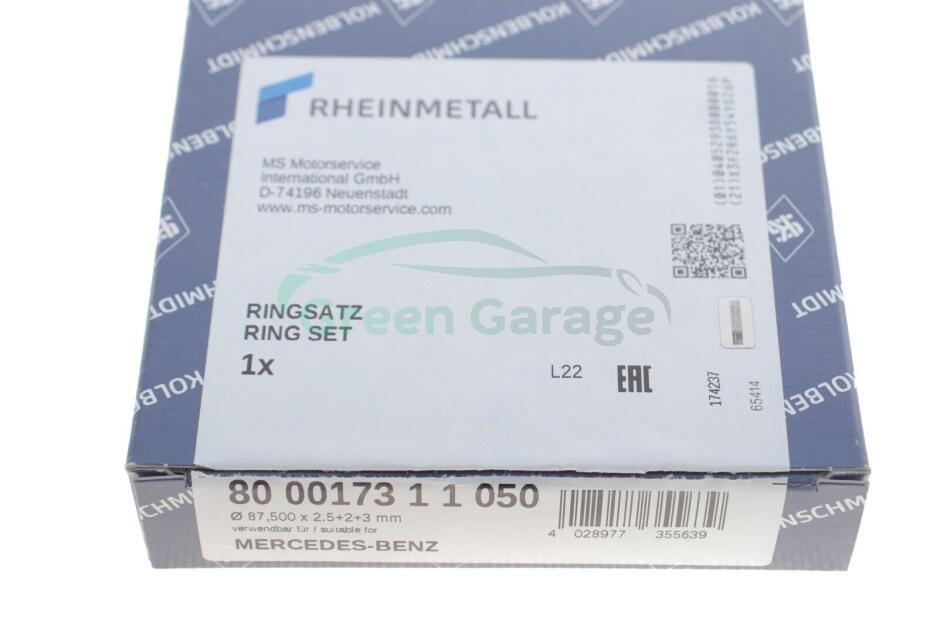 KOLBENSCHMIDT
RHEINMETALL
MS Motorservice
International GmbH
D-74196 Neuenstadt
www.ms-motorservice.com
Green Garage
RINGSATZ
RING SET
1x
L22
EAC
174237
65414
80 00173 1 1 050
Ø 87,500 x 2.5+2+3 mm
verwendbar für / suitable for
MERCEDES-BENZ
4 028977 355639